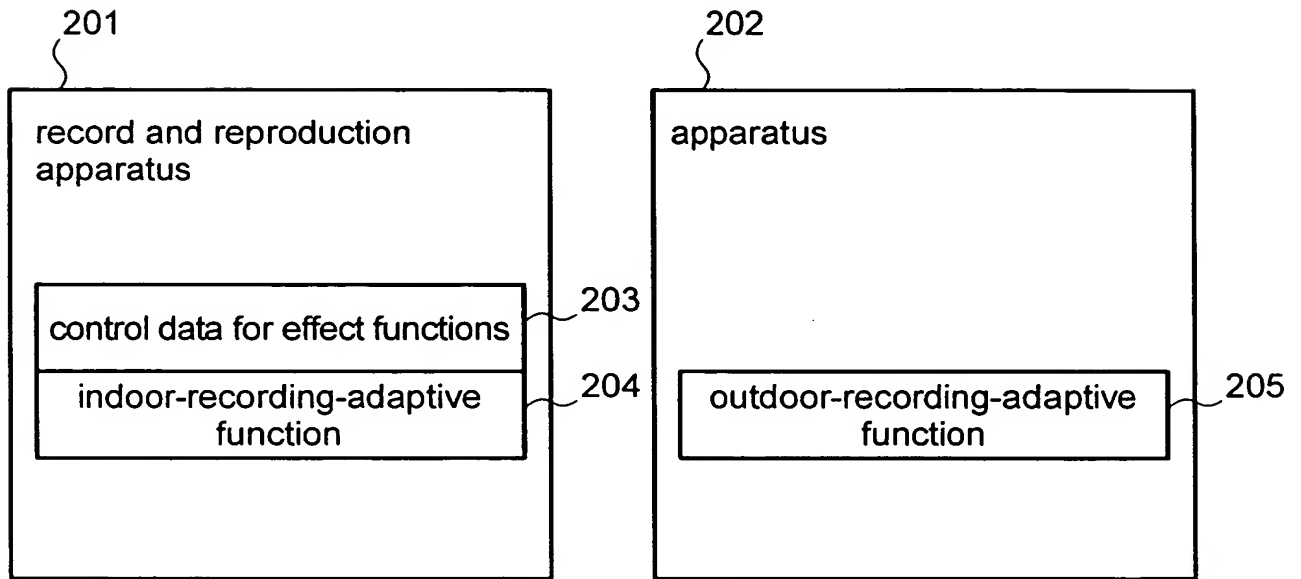 201
202
record and reproduction
apparatus
apparatus
203
control data for effect functions
204
indoor-recording-adaptive
function
205
outdoor-recording-adaptive
function